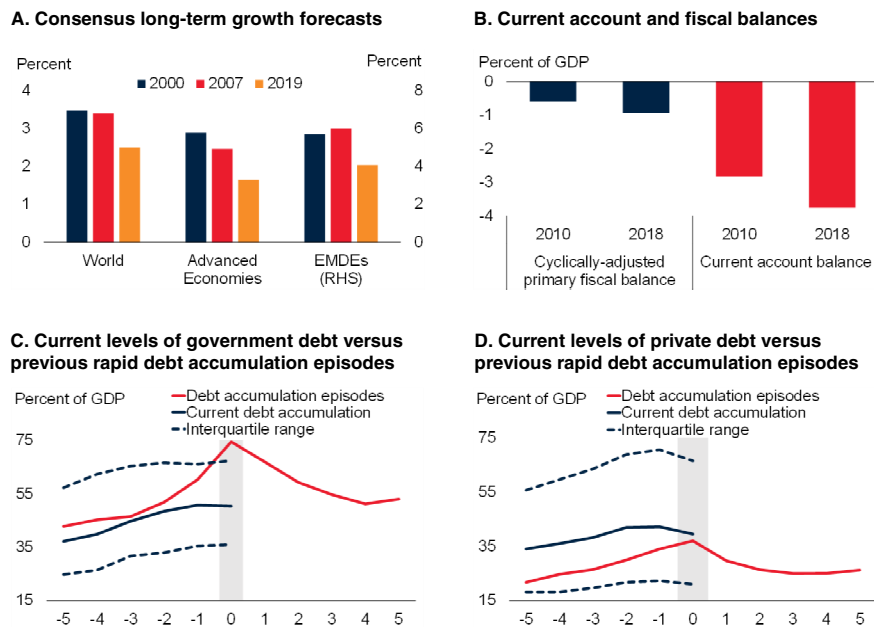 A. Consensus long-term growth forecasts
Percent
Percent
2000 2007 2019
4
3
2
1
0
8
6
4
2
0
World
Advanced
Economies
EMDEs
(RHS)
B. Current account and fiscal balances
Percent of GDP
0
-1
-2
-3
-4
2010 2018 2010 2018
Cyclically-adjusted
primary fiscal balance
Current account balance
C. Current levels of government debt versus
previous rapid debt accumulation episodes
Percent of GDP
Debt accumulation episodes
Current debt accumulation
Interquartile range
75
55
35
15
-5 -4 -3 -2 -1 0 1 2 3 4 5
D. Current levels of private debt versus
previous rapid debt accumulation episodes
Percent of GDP
Debt accumulation episodes
Current debt accumulation
Interquartile range
75
55
35
15
-5 -4 -3 -2 -1 0 1 2 3 4 5